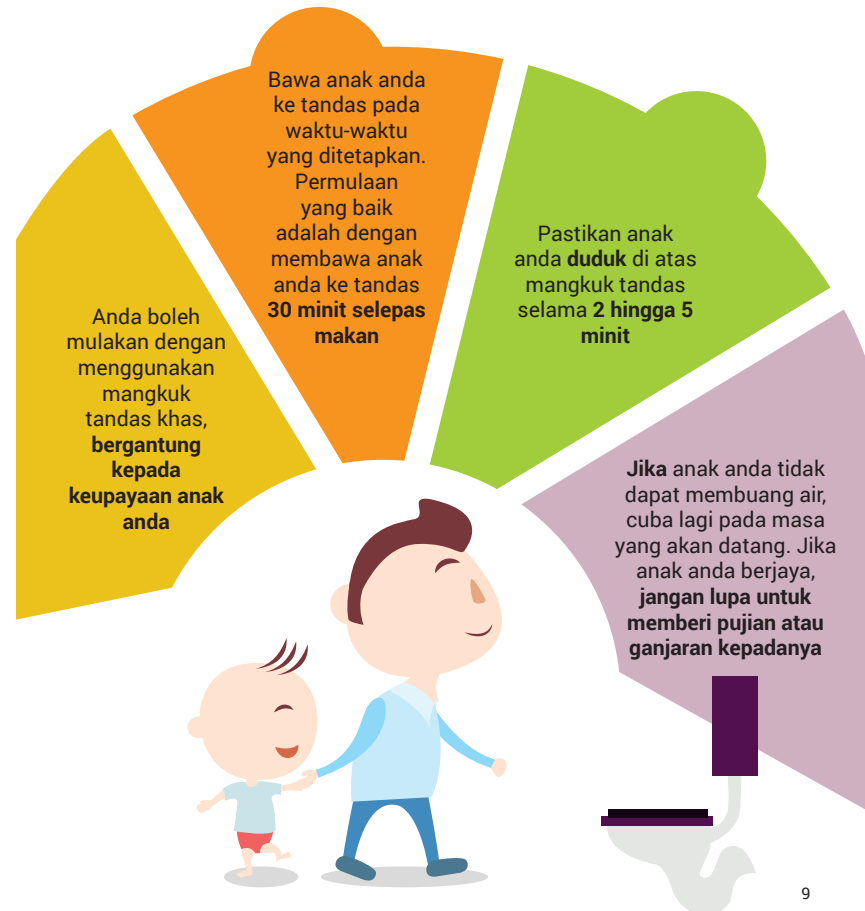 Anda boleh
mulakan dengan
menggunakan
mangkuk
tandas khas,
bergantung
kepada
keupayaan anak
anda
Bawa anak anda
ke tandas pada
waktu-waktu
yang ditetapkan.
Permulaan
yang baik
adalah dengan
membawa anak
anda ke tandas
30 minit selepas
makan
Pastikan anak
anda duduk di atas
mangkuk tandas
selama 2 hingga 5
minit
Jika anak anda tidak
dapat membuang air,
cuba lagi pada masa
yang akan datang. Jika
anak anda berjaya,
jangan lupa untuk
memberi pujian atau
ganjaran kepadanya
9